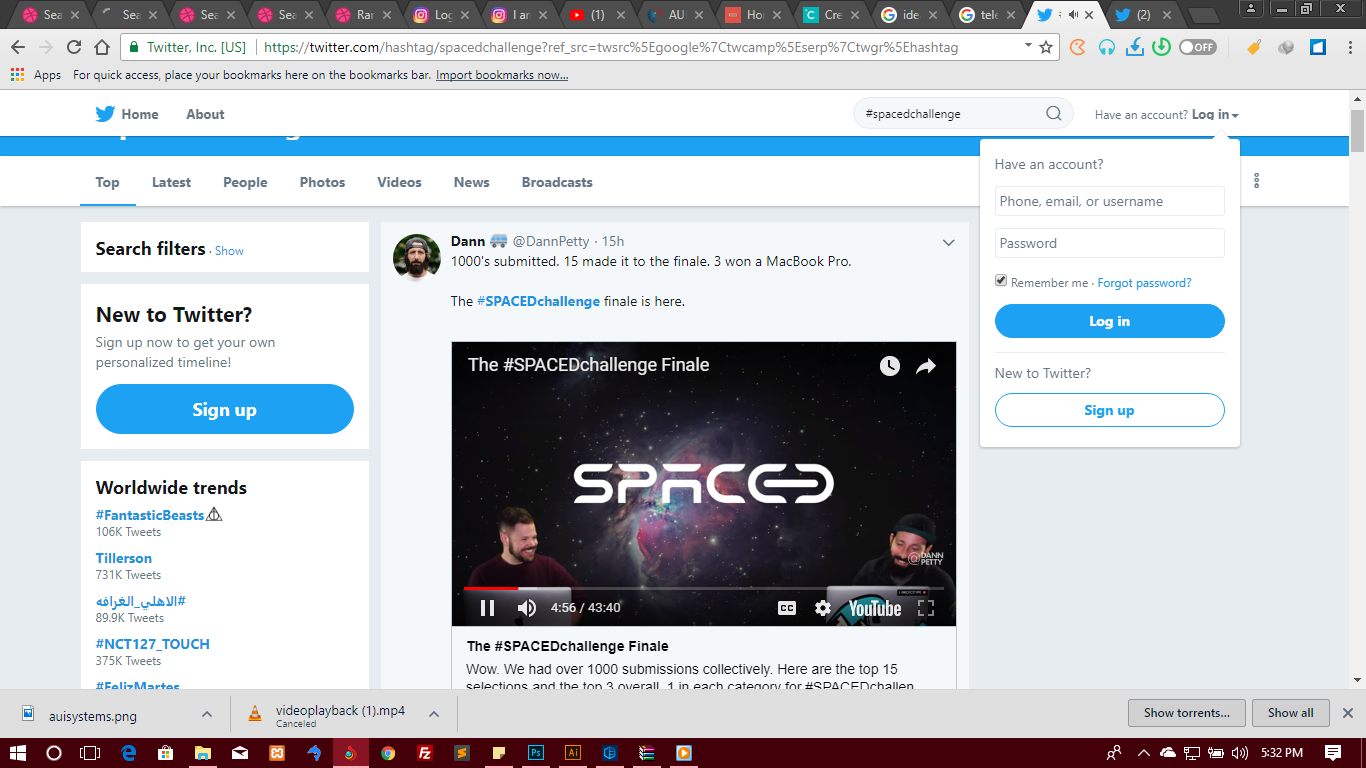 Sea
Sea
Sea
Sea
Ran
Log
I ar
(1)
AUI
Hor
Cre
ide
tele
(2)
Twitter, Inc. [US]
https://twitter.com/hashtag/spacedchallenge?ref_src=twsrc%5Egoogle%7Ctwcamp%5Eserp%7Ctwgr%5Ehashtag
OFF
Apps
For quick access, place your bookmarks here on the bookmarks bar. Import bookmarks now...
Home
About
#spacedchallenge
Have an account? Log in
Top
Latest
People
Photos
Videos
News
Broadcasts
Have an account?
Phone, email, or username
Password
Remember me · Forgot password?
Log in
New to Twitter?
Sign up
Search filters · Show
New to Twitter?
Sign up now to get your own
personalized timeline!
Sign up
Worldwide trends
#FantasticBeasts
106K Tweets
Tillerson
731K Tweets
#الاهلي_الغرافه
89.9K Tweets
#NCT127_TOUCH
375K Tweets
#FelizMartes
Dann @DannPetty · 15h
1000's submitted. 15 made it to the finale. 3 won a MacBook Pro.
The #SPACEDchallenge finale is here.
The #SPACEDchallenge Finale
SPACED
@DANN
PETTY
4:56 / 43:40
CC
YouTube
The #SPACEDchallenge Finale
Wow. We had over 1000 submissions collectively. Here are the top 15
selections and the top 3 overall. 1 in each category for #SPACEDchallen
auisystems.png
videoplayback (1).mp4
Canceled
Show torrents...
Show all
Fz
Ps
Ai
5:32 PM